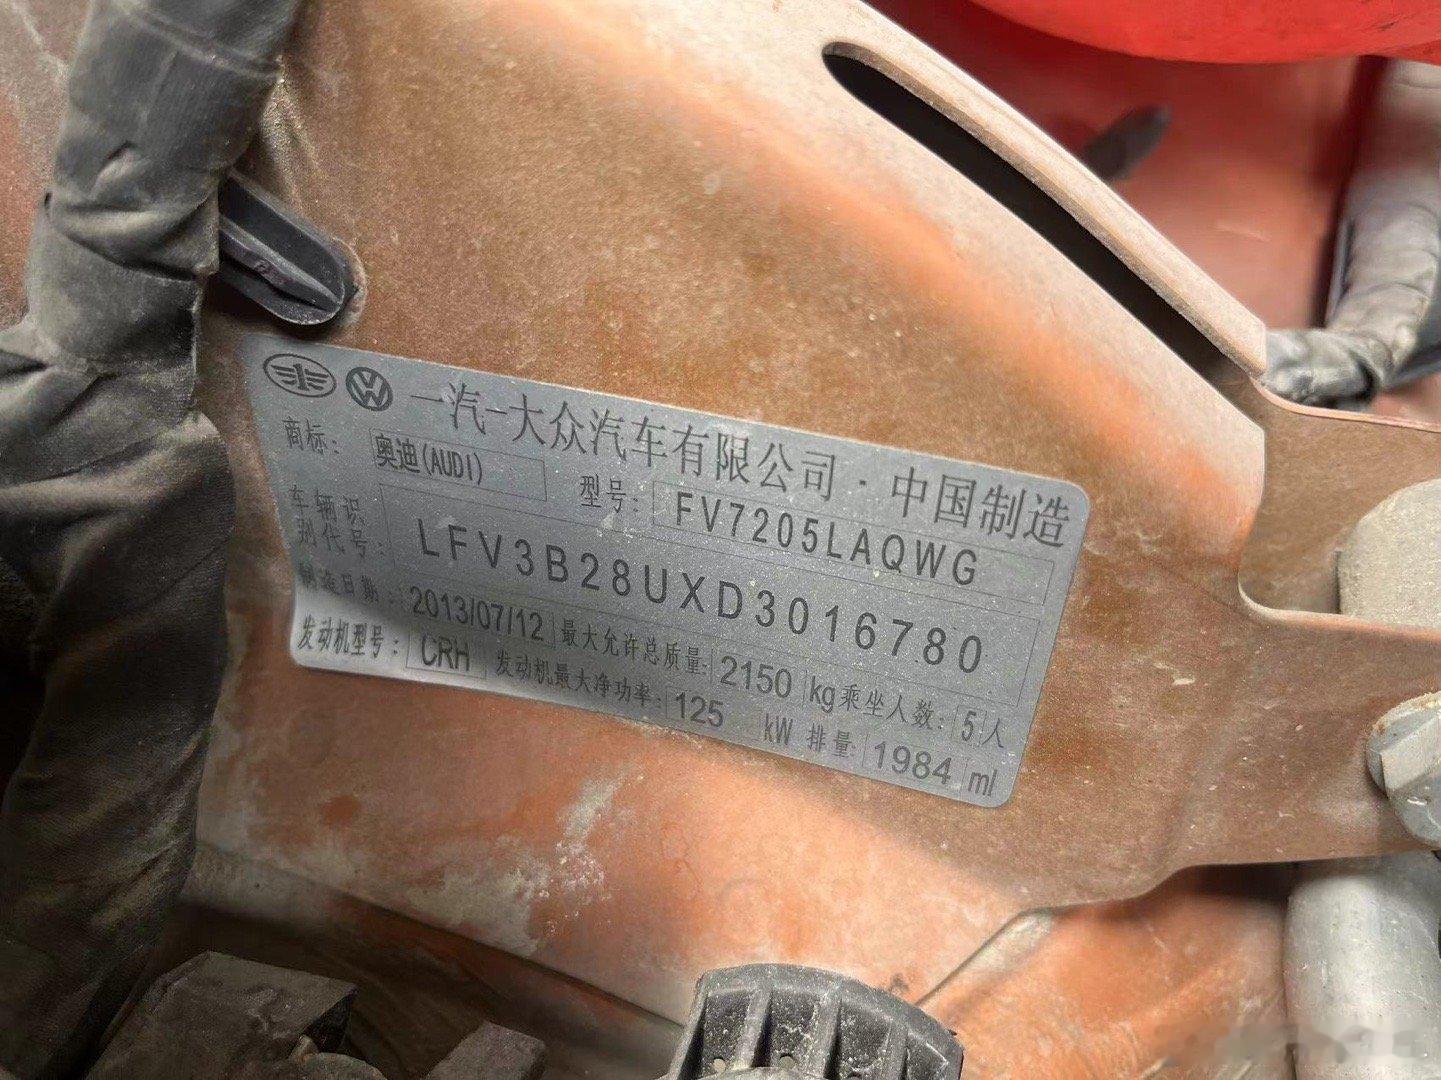 一汽-大众汽车有限公司·中国制造
商标： 奥迪(AUDI) 型号： FV7205LAQWG
车辆识别代号： LFV3B28UXD3016780
制造日期： 2013/07/12 最大允许总质量： 2150 kg 乘坐人数： 5 人
发动机型号： CRH 发动机最大净功率： 125 kW 排量： 1984 ml